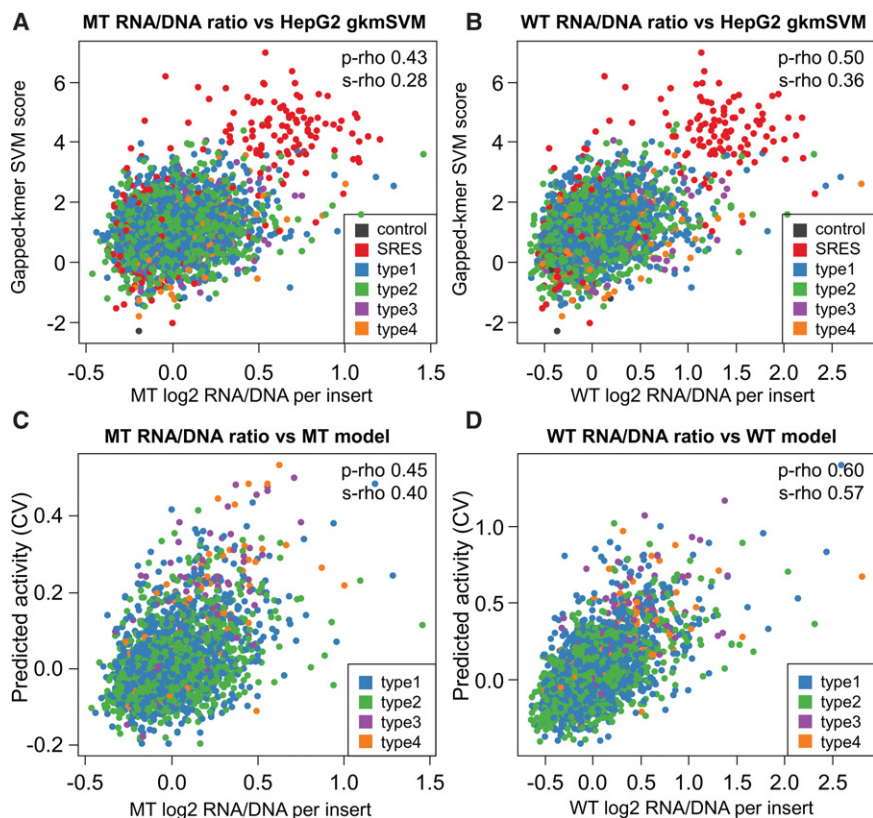 A
MT RNA/DNA ratio vs HepG2 gkmSVM
p-rho 0.43
s-rho 0.28
Gapped-kmer SVM score
6
4
2
0
-2
control
SRES
type1
type2
type3
type4
-0.5 0.0 0.5 1.0 1.5
MT log2 RNA/DNA per insert
B
WT RNA/DNA ratio vs HepG2 gkmSVM
p-rho 0.50
s-rho 0.36
Gapped-kmer SVM score
6
4
2
0
-2
control
SRES
type1
type2
type3
type4
-0.5 0.0 0.5 1.0 1.5 2.0 2.5
WT log2 RNA/DNA per insert
C
MT RNA/DNA ratio vs MT model
p-rho 0.45
s-rho 0.40
Predicted activity (CV)
0.4
0.2
0.0
-0.2
type1
type2
type3
type4
-0.5 0.0 0.5 1.0 1.5
MT log2 RNA/DNA per insert
D
WT RNA/DNA ratio vs WT model
p-rho 0.60
s-rho 0.57
Predicted activity (CV)
1.0
0.5
0.0
type1
type2
type3
type4
-0.5 0.0 0.5 1.0 1.5 2.0 2.5
WT log2 RNA/DNA per insert